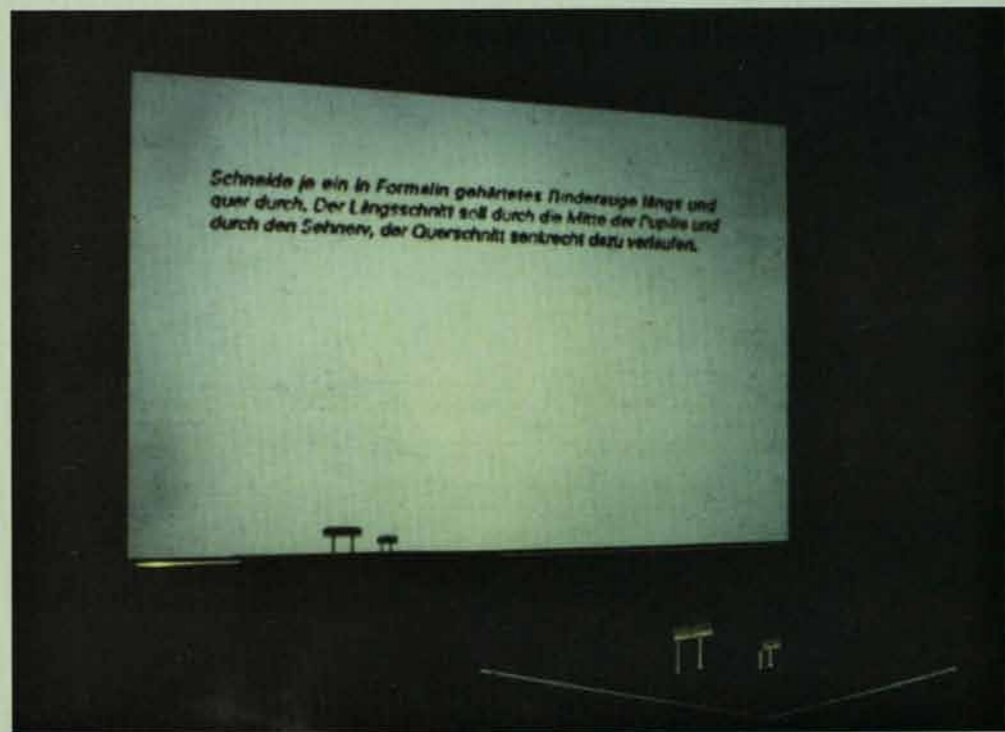 Schneide je ein in Formalin gehärtetes Rinderauge längs und
quer durch. Der Längsschnitt soll durch die Mitte der Pupille und
durch den Sehnerv, der Querschnitt senkrecht dazu verlaufen.